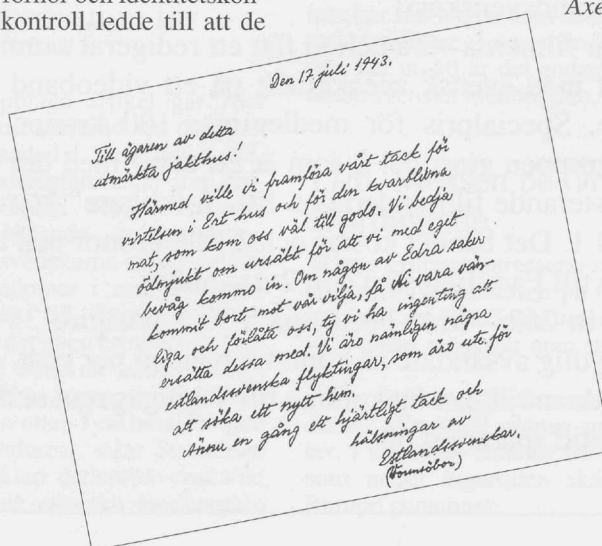 kontroll ledde till att de
Axe
Den 17 juli 1943.
Till ägaren av detta
utmärkta jakthus!
Härmed ville vi framföra vårt tack för
vistelsen i Ert hus och för den kvarblivna
mat, som kom oss väl till godo. Vi bedja
ödmjukt om ursäkt för att vi med eget
bevåg kommo in. Om någon av Edra saker
kommit bort mot vår vilja, få Ni vara vän-
liga och förlåta oss, ty vi ha ingenting att
ersätta dessa med. Vi äro nämligen några
estlandssvenska flyktingar, som äro ute för
att söka ett nytt hem.
Ännu en gång ett hjärtligt tack och
hälsningar av
Estlandssvenskar.
(Rounsöbor)